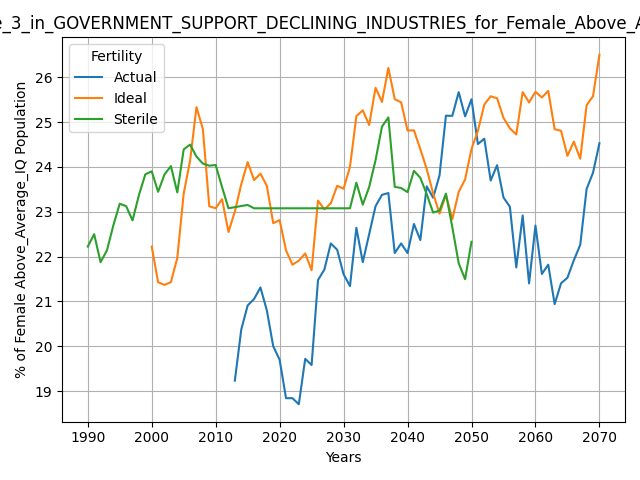 e_3_in_GOVERNMENT_SUPPORT_DECLINING_INDUSTRIES_for_Female_Above_A
Fertility
Actual
Ideal
Sterile
% of Female Above_Average_IQ Population
26
25
24
23
22
21
20
19
1990 2000 2010 2020 2030 2040 2050 2060 2070
Years